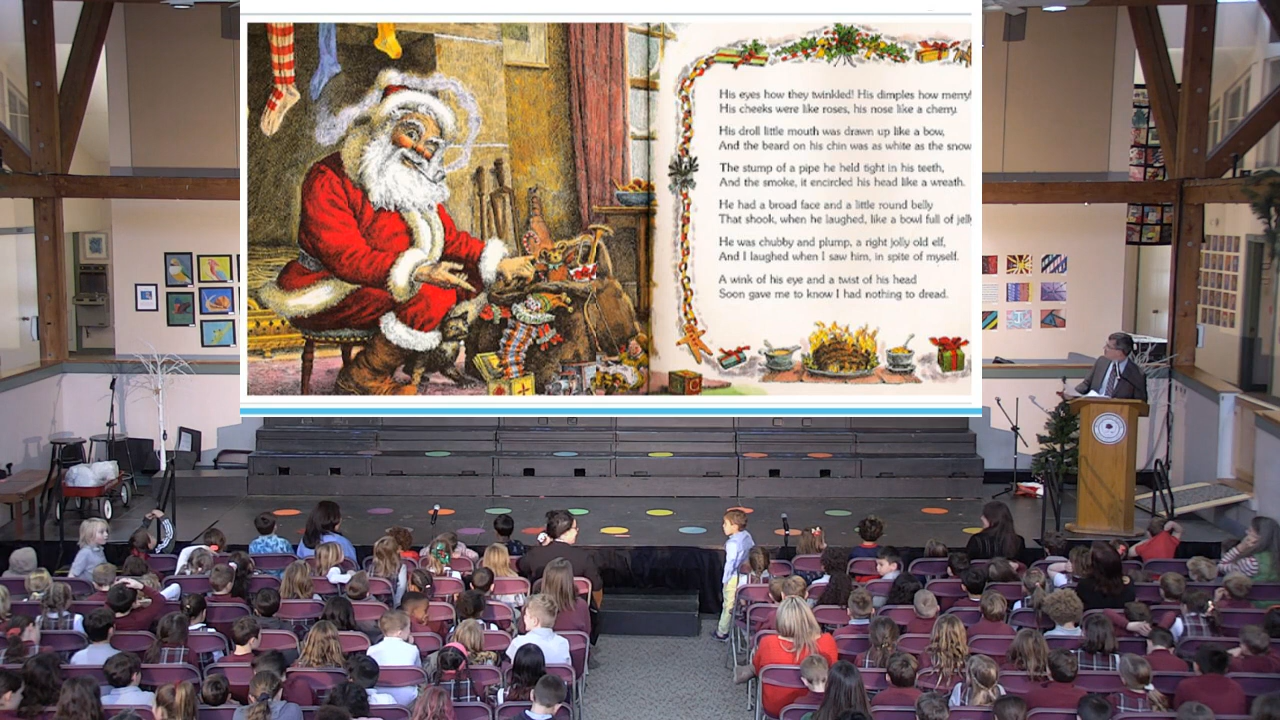 His eyes how they twinkled! His dimples how merry!
His cheeks were like roses, his nose like a cherry.
His droll little mouth was drawn up like a bow,
And the beard on his chin was as white as the snow
The stump of a pipe he held tight in his teeth,
And the smoke, it encircled his head like a wreath.
He had a broad face and a little round belly
That shook, when he laughed, like a bowl full of jell
He was chubby and plump, a right jolly old elf,
And I laughed when I saw him, in spite of myself.
A wink of his eye and a twist of his head
Soon gave me to know I had nothing to dread.